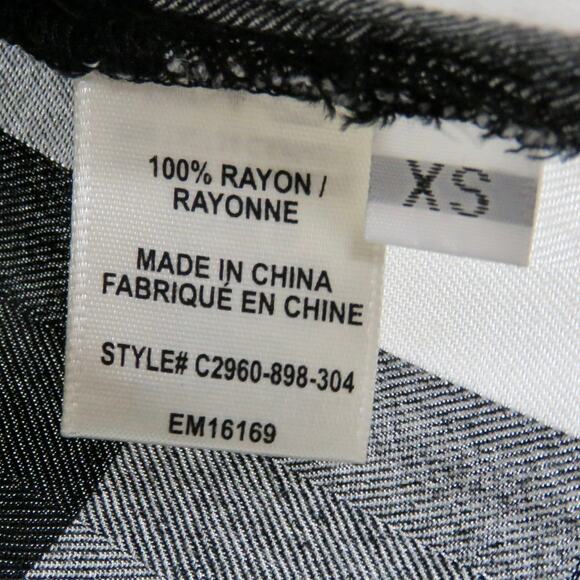 100% RAYON /
RAYONNE
MADE IN CHINA
FABRIQUÉ EN CHINE
STYLE# C2960-898-304
EM16169
XS